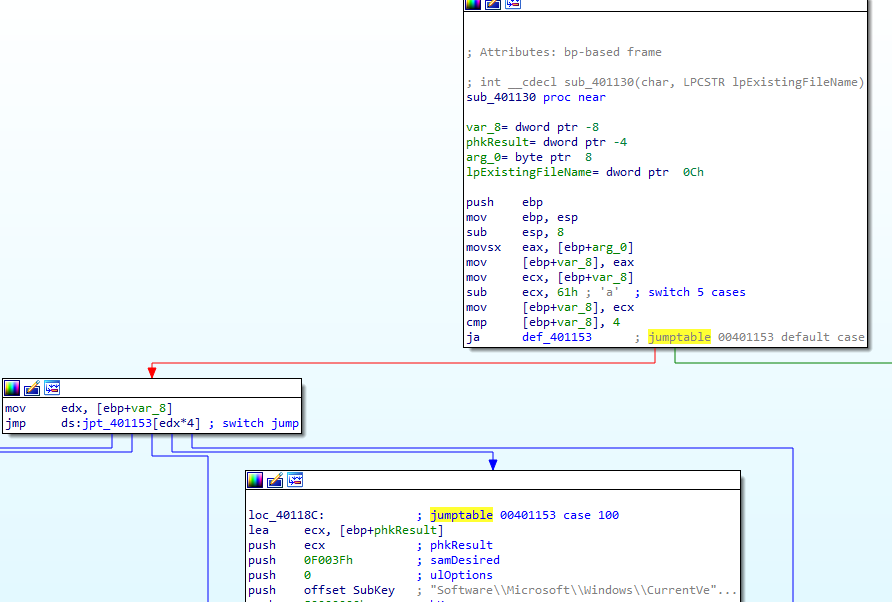 ; Attributes: bp-based frame
; int __cdecl sub_401130(char, LPCSTR lpExistingFileName)
sub_401130 proc near
var_8= dword ptr -8
phkResult= dword ptr -4
arg_0= byte ptr  8
lpExistingFileName= dword ptr  0Ch
push    ebp
mov     ebp, esp
sub     esp, 8
movsx   eax, [ebp+arg_0]
mov     [ebp+var_8], eax
mov     ecx, [ebp+var_8]
sub     ecx, 61h ; 'a'  ; switch 5 cases
mov     [ebp+var_8], ecx
cmp     [ebp+var_8], 4
ja      def_401153      ; jumptable 00401153 default case
mov     edx, [ebp+var_8]
jmp     ds:jpt_401153[edx*4] ; switch jump
loc_40118C:             ; jumptable 00401153 case 100
lea     ecx, [ebp+phkResult]
push    ecx             ; phkResult
push    0F003Fh         ; samDesired
push    0               ; ulOptions
push    offset SubKey   ; "Software\\Microsoft\\Windows\\CurrentVe"...